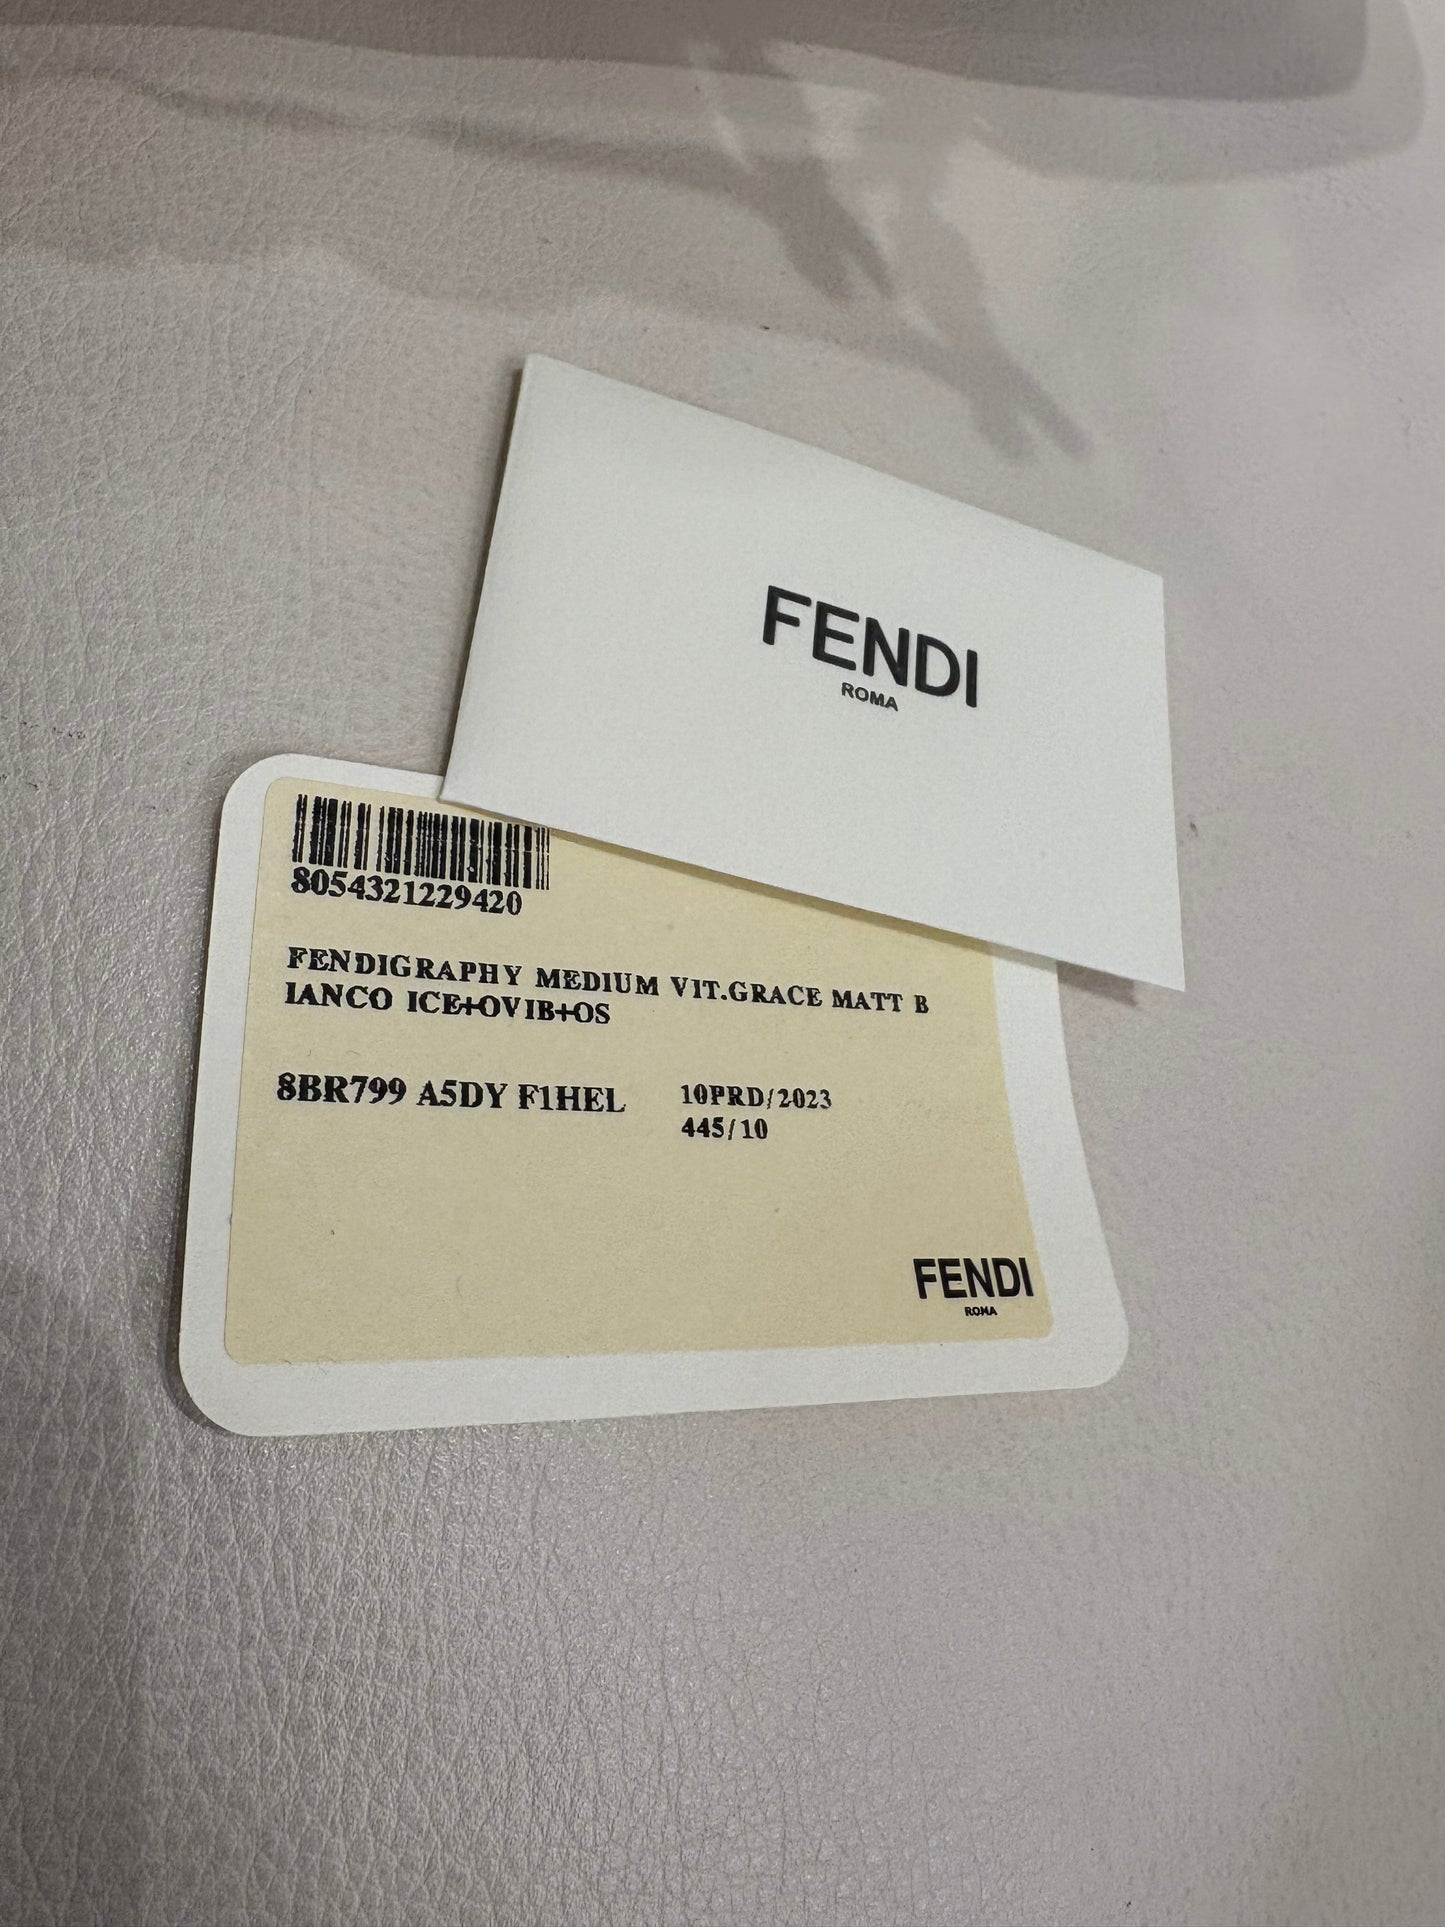 FENDI
ROMA
8054321229420
FENDIGRAPHY MEDIUM VIT.GRACE MATT B
IANCO ICE+OVIB+OS
8BR799 A5DY F1HEL
10PRD/2023
445/10
FENDI
ROMA